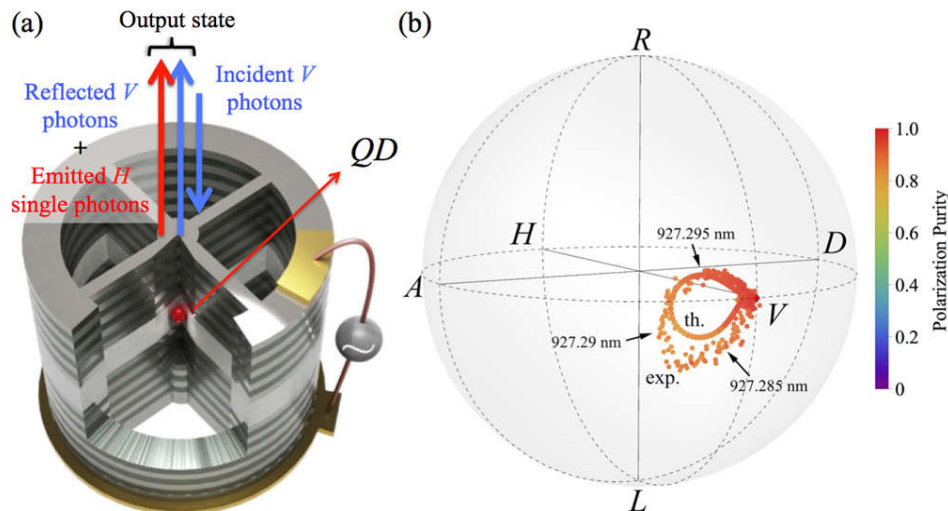 (a)
Output state
Reflected V
photons
+
Emitted H
single photons
Incident V
photons
QD
(b)
R
H
927.295 nm
D
A
V
th.
927.29 nm
exp.
927.285 nm
L
1.0
0.8
0.6
0.4
0.2
0
Polarization Purity